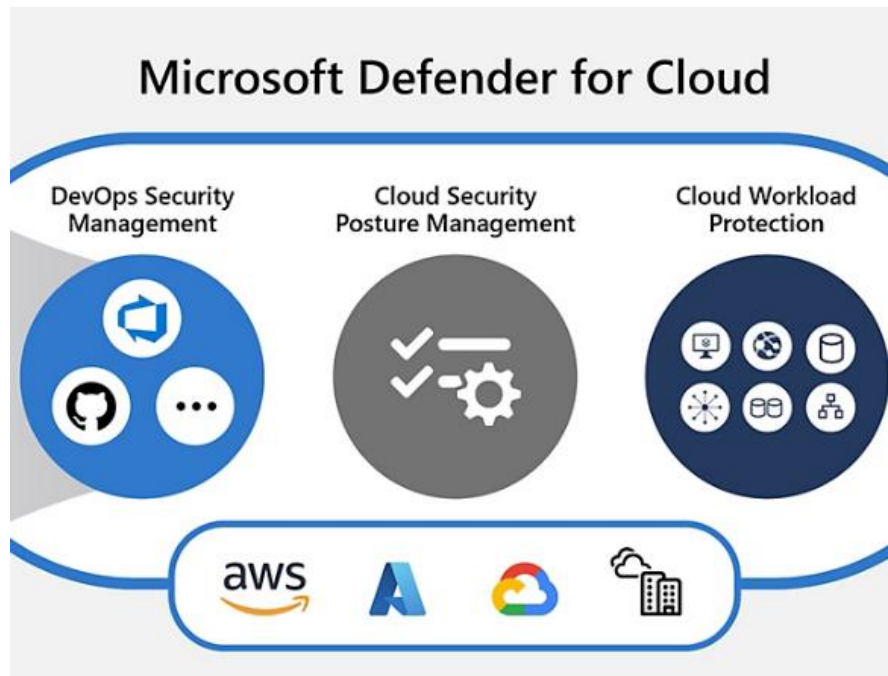 Microsoft Defender for Cloud
DevOps Security
Management
Cloud Security
Posture Management
Cloud Workload
Protection
aws